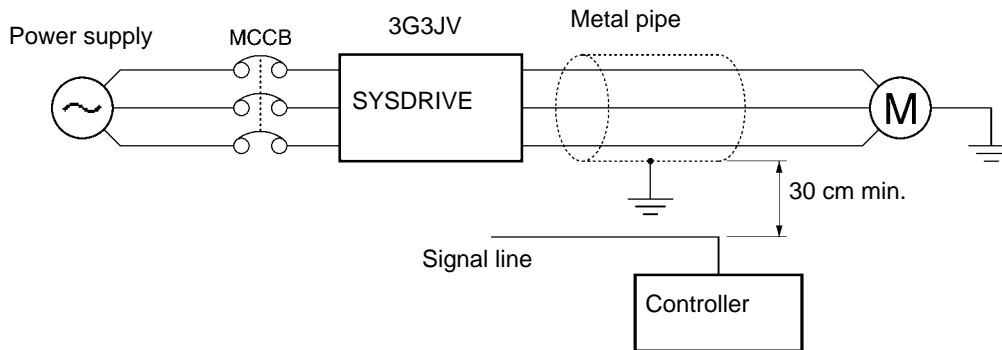 Power supply
MCCB
3G3JV
Metal pipe
SYSDRIVE
M
30 cm min.
Signal line
Controller